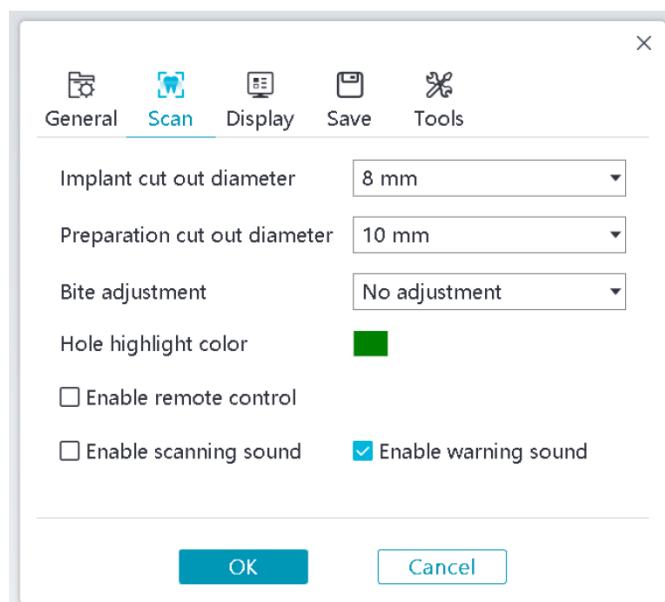 General Scan Display Save Tools
Implant cut out diameter 8 mm
Preparation cut out diameter 10 mm
Bite adjustment No adjustment
Hole highlight color
Enable remote control
Enable scanning sound Enable warning sound
OK Cancel